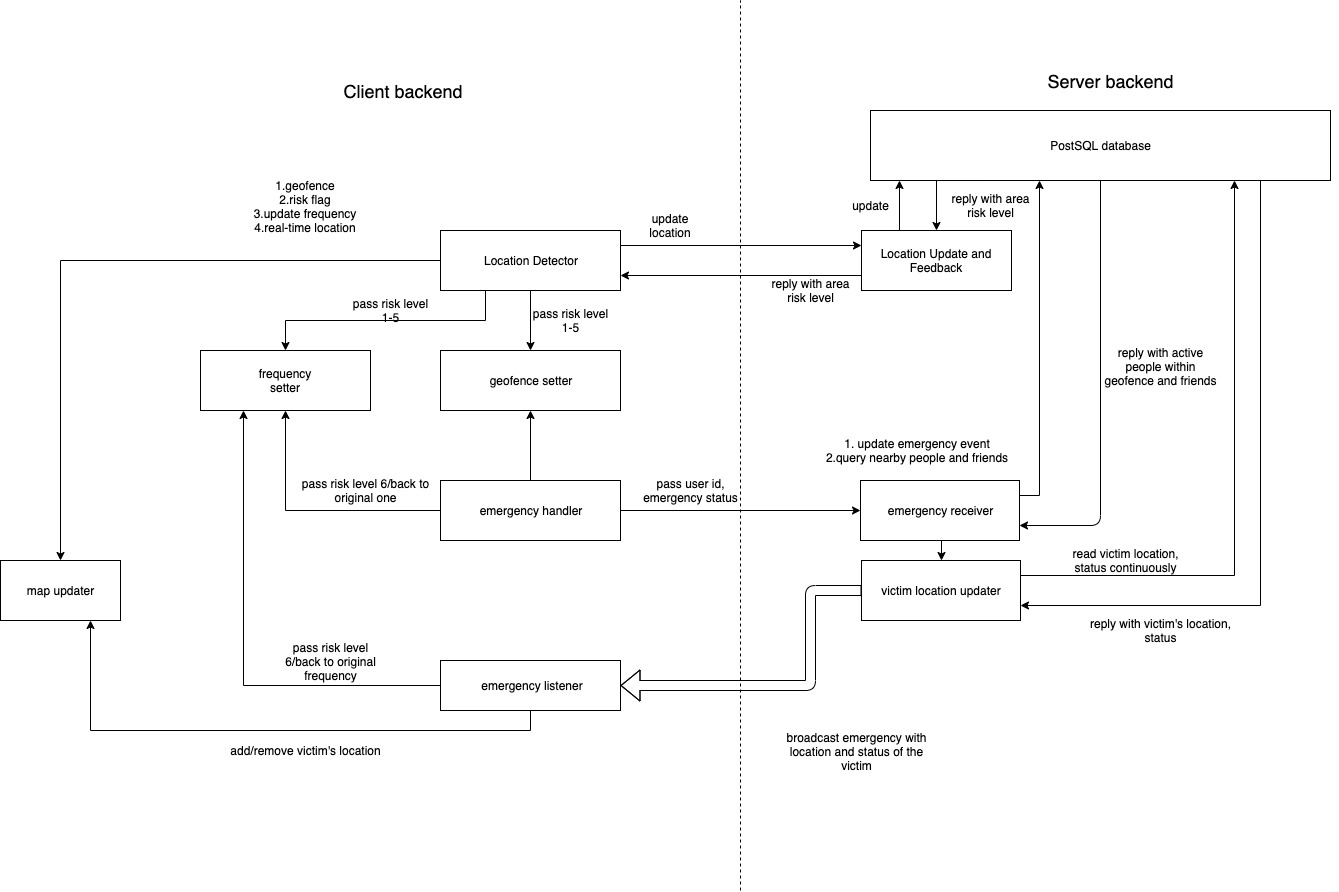 Client backend
Server backend
PostSQL database
1.geofence
2.risk flag
3.update frequency
4.real-time location
update
location
update
reply with area
risk level
Location Detector
Location Update and
Feedback
reply with area
risk level
pass risk level
1-5
pass risk level
1-5
frequency
setter
geofence setter
reply with active
people within
geofence and friends
1. update emergency event
2.query nearby people and friends
pass risk level 6/back to
original one
emergency handler
pass user id,
emergency status
emergency receiver
read victim location,
status continuously
map updater
victim location updater
reply with victim's location,
status
pass risk level
6/back to original
frequency
emergency listener
add/remove victim's location
broadcast emergency with
location and status of the
victim